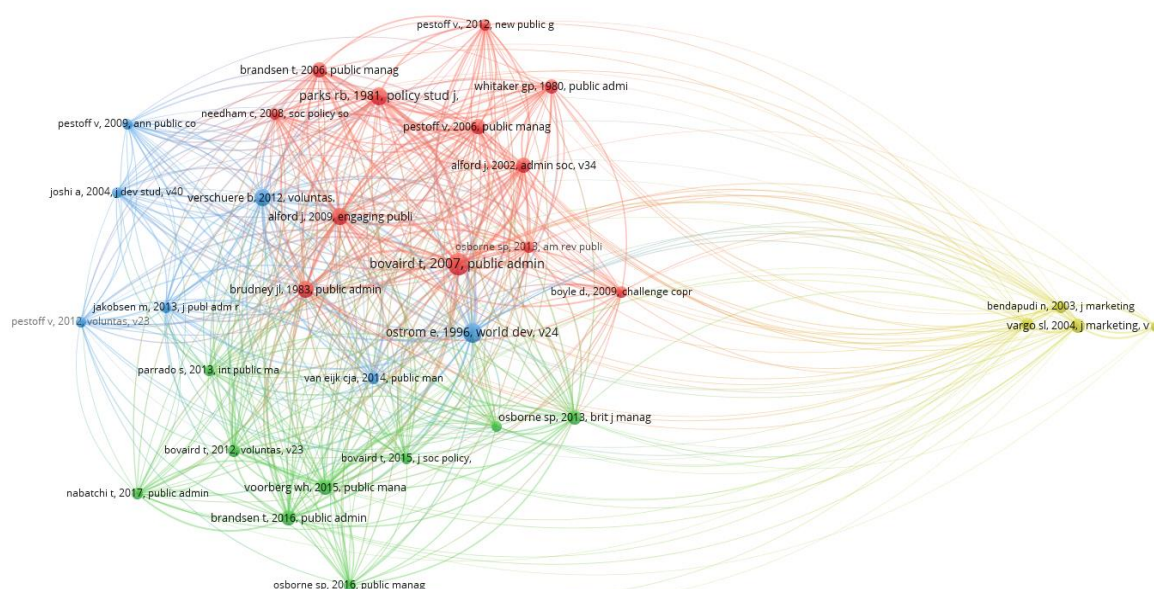 pestoff v., 2012, new public g
brandsen t, 2006, public manag
whitaker gp, 1980, public admi
parks rb, 1981, policy stud j,
needham c, 2008, soc policy so
pestoff v, 2009, ann public co
pestoff v, 2006, public manag
alford j, 2002, admin soc, v34
joshi a, 2004, j dev stud, v40
verschuere b, 2012, voluntas,
alford j, 2009, engaging publi
osborne sp, 2013, am rev publi
bovaird t, 2007, public admin
brudney jl, 1983, public admin
boyle d., 2009, challenge copr
jakobsen m, 2013, j publ adm r
bendapudi n, 2003, j marketing
pestoff v, 2012, voluntas, v23
vargo sl, 2004, j marketing, v
ostrom e, 1996, world dev, v24
parrado s, 2013, int public ma
van eijk cja, 2014, public man
osborne sp, 2013, brit j manag
bovaird t, 2012, voluntas, v23
bovaird t, 2015, j soc policy,
voorberg wh, 2015, public mana
nabatchi t, 2017, public admin
brandsen t, 2016, public admin
osborne sp, 2016, public manag